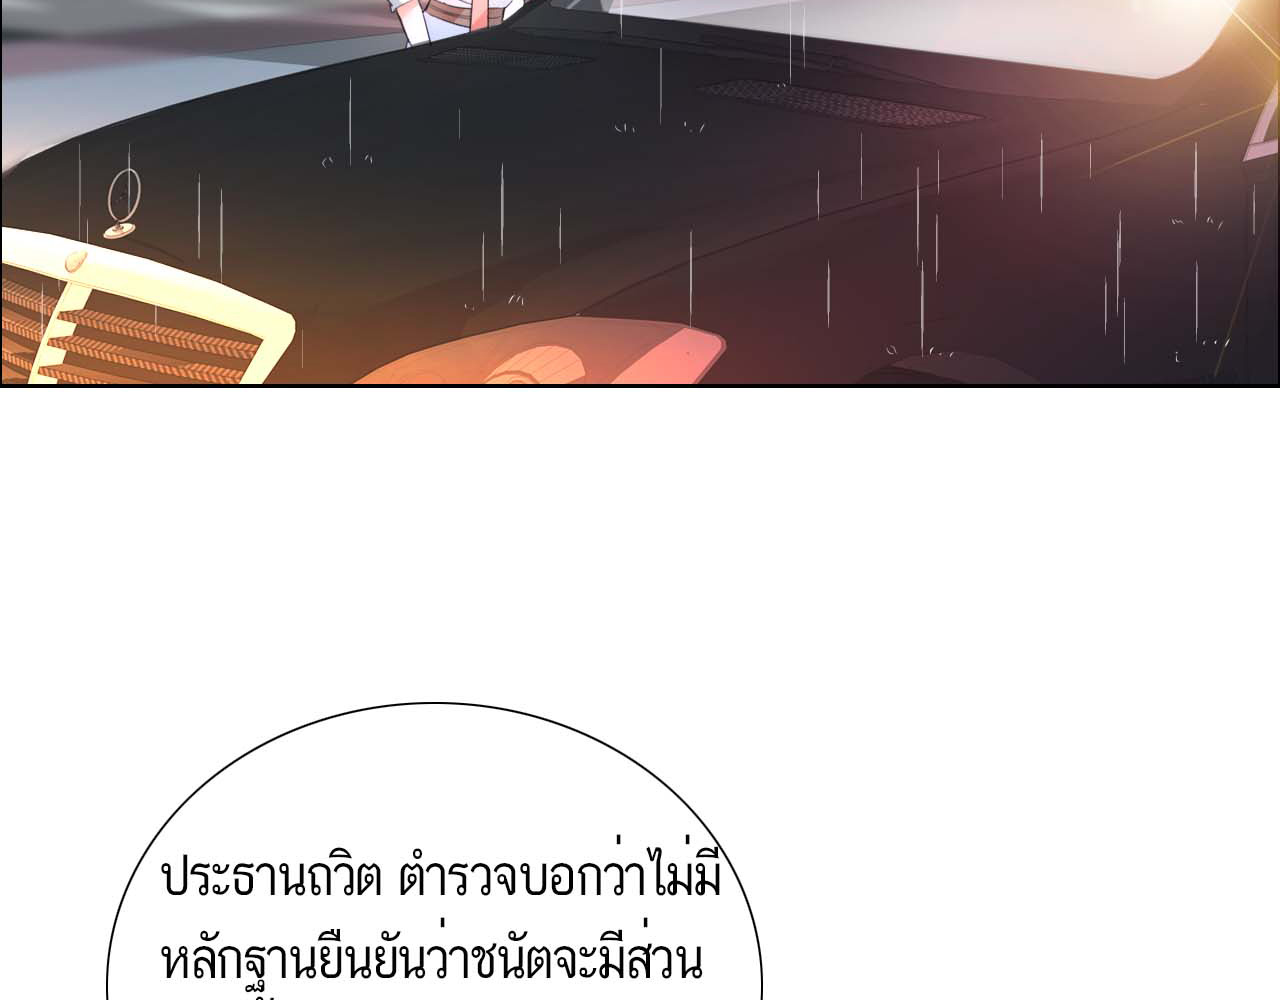 ประธานถวิต ตำรวจบอกว่าไม่มี
หลักฐานยืนยันว่าชนัตจะมีส่วน